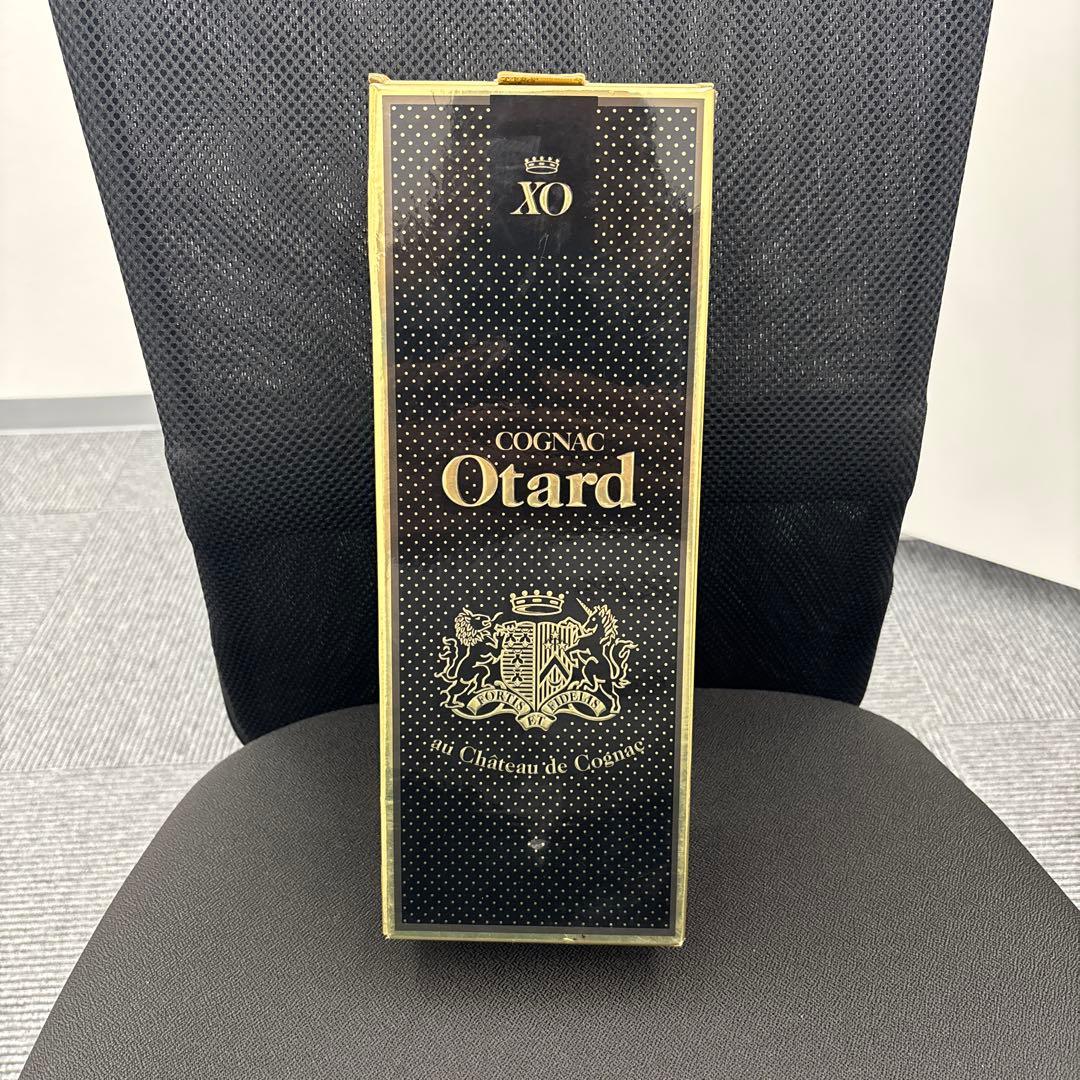 XO
COGNAC
Otard
FORTIS ET FIDELIS
au Château de Cognac